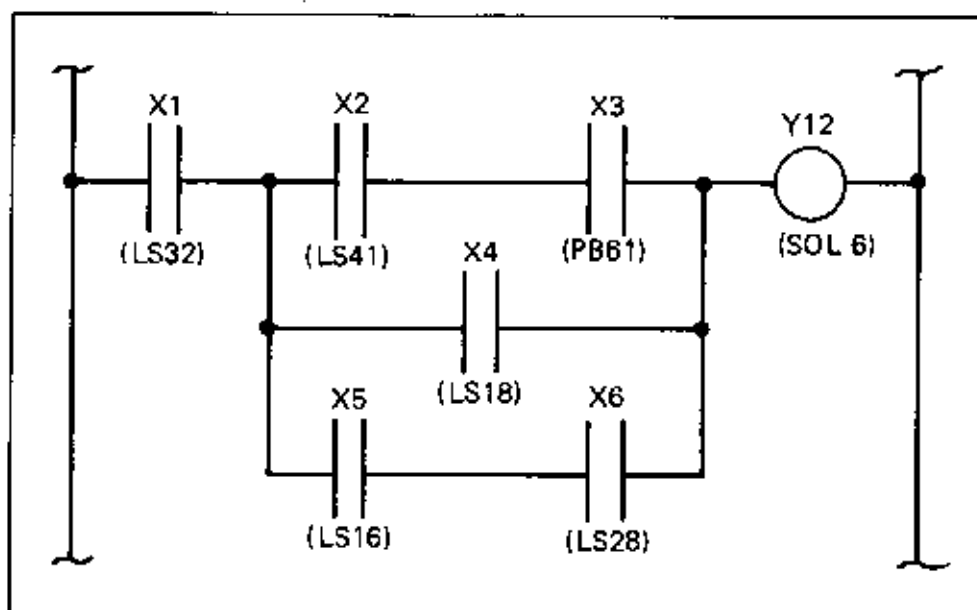 X1
X2
X3
Y12
(LS32)
(LS41)
(PB61)
(SOL 6)
X4
(LS18)
X5
X6
(LS16)
(LS28)